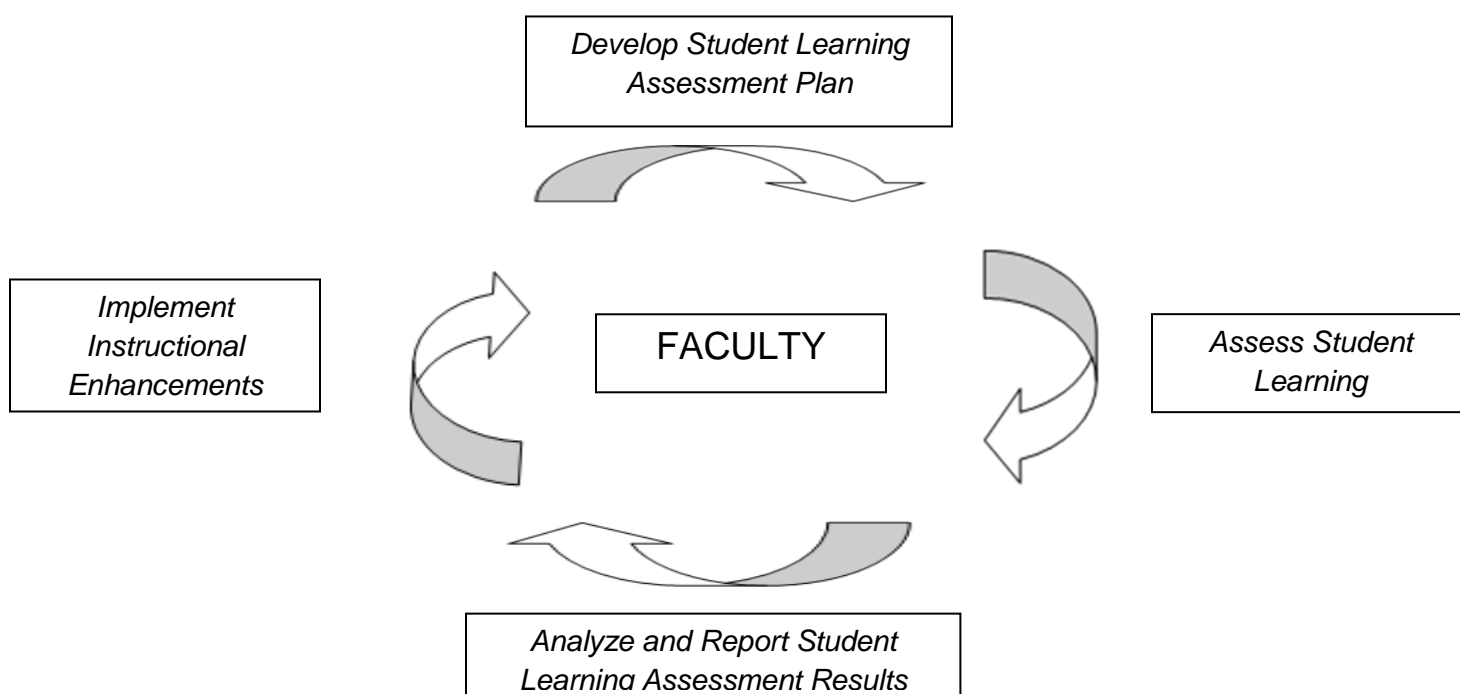 Develop Student Learning
Assessment Plan
Implement
Instructional
Enhancements
FACULTY
Assess Student
Learning
Analyze and Report Student
Learning Assessment Results